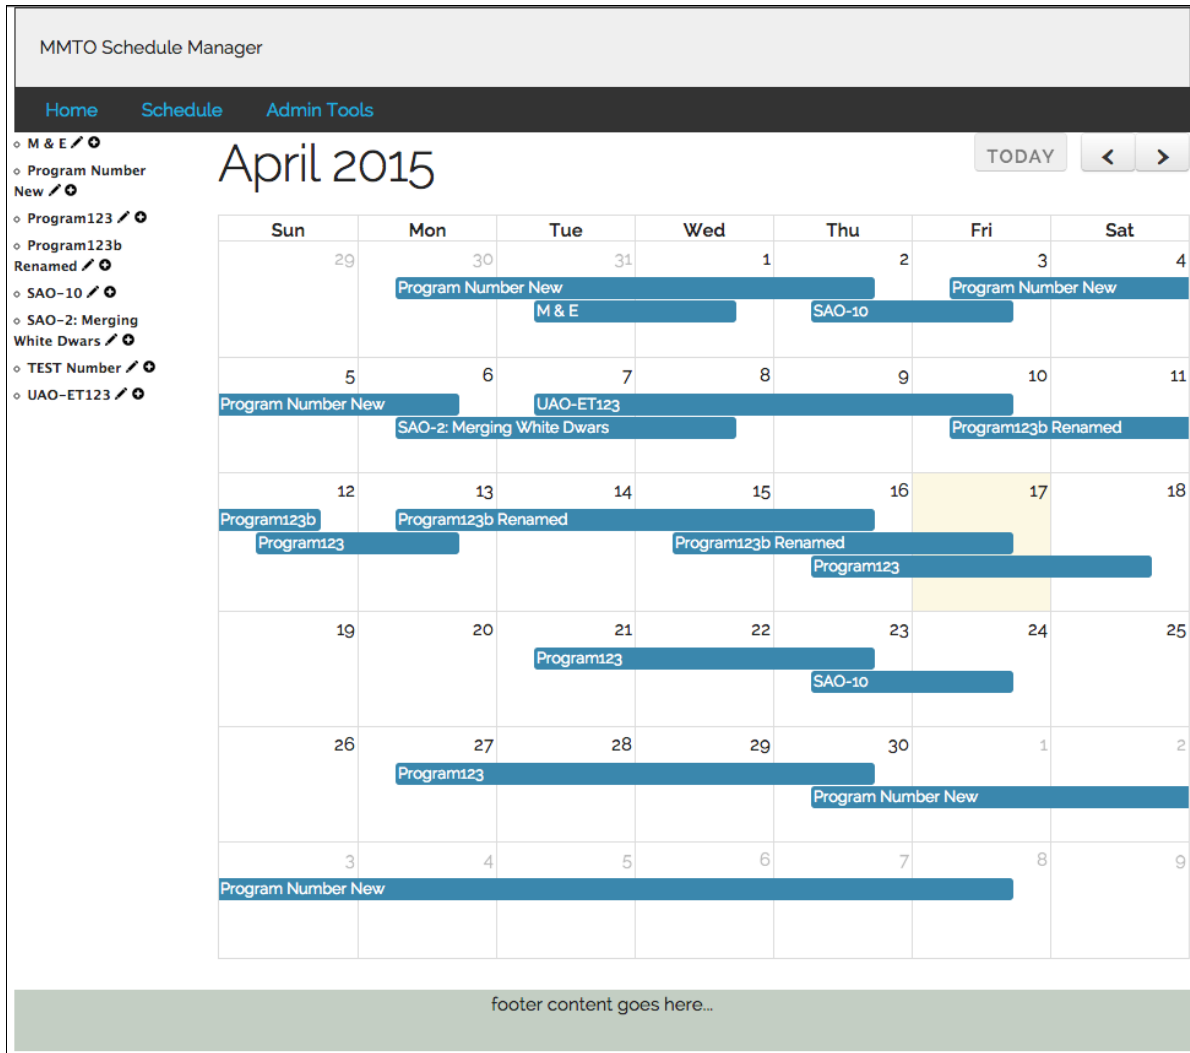 MMTO Schedule Manager
Home Schedule Admin Tools
M & E
Program Number
New
Program123
Program123b
Renamed
SAO-10
SAO-2: Merging
White Dwars
TEST Number
UAO-ET123
April 2015
TODAY
Sun Mon Tue Wed Thu Fri Sat
29 30 31 1 2 3 4
Program Number New Program Number New
M & E SAO-10
5 6 7 8 9 10 11
Program Number New UAO-ET123
SAO-2: Merging White Dwars Program123b Renamed
12 13 14 15 16 17 18
Program123b Program123b Renamed
Program123 Program123b Renamed
Program123
19 20 21 22 23 24 25
Program123
SAO-10
26 27 28 29 30 1 2
Program123
Program Number New
3 4 5 6 7 8 9
Program Number New
footer content goes here...